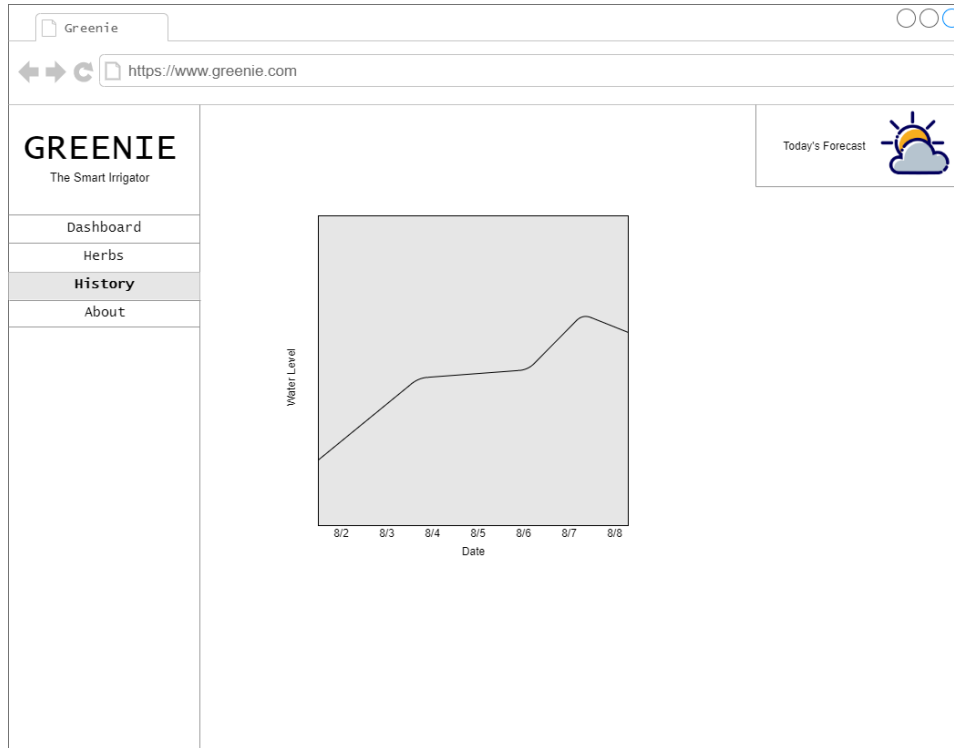 Greenie
https://www.greenie.com
GREENIE
The Smart Irrigator
Today's Forecast
Dashboard
Herbs
History
About
Water Level
8/2 8/3 8/4 8/5 8/6 8/7 8/8
Date